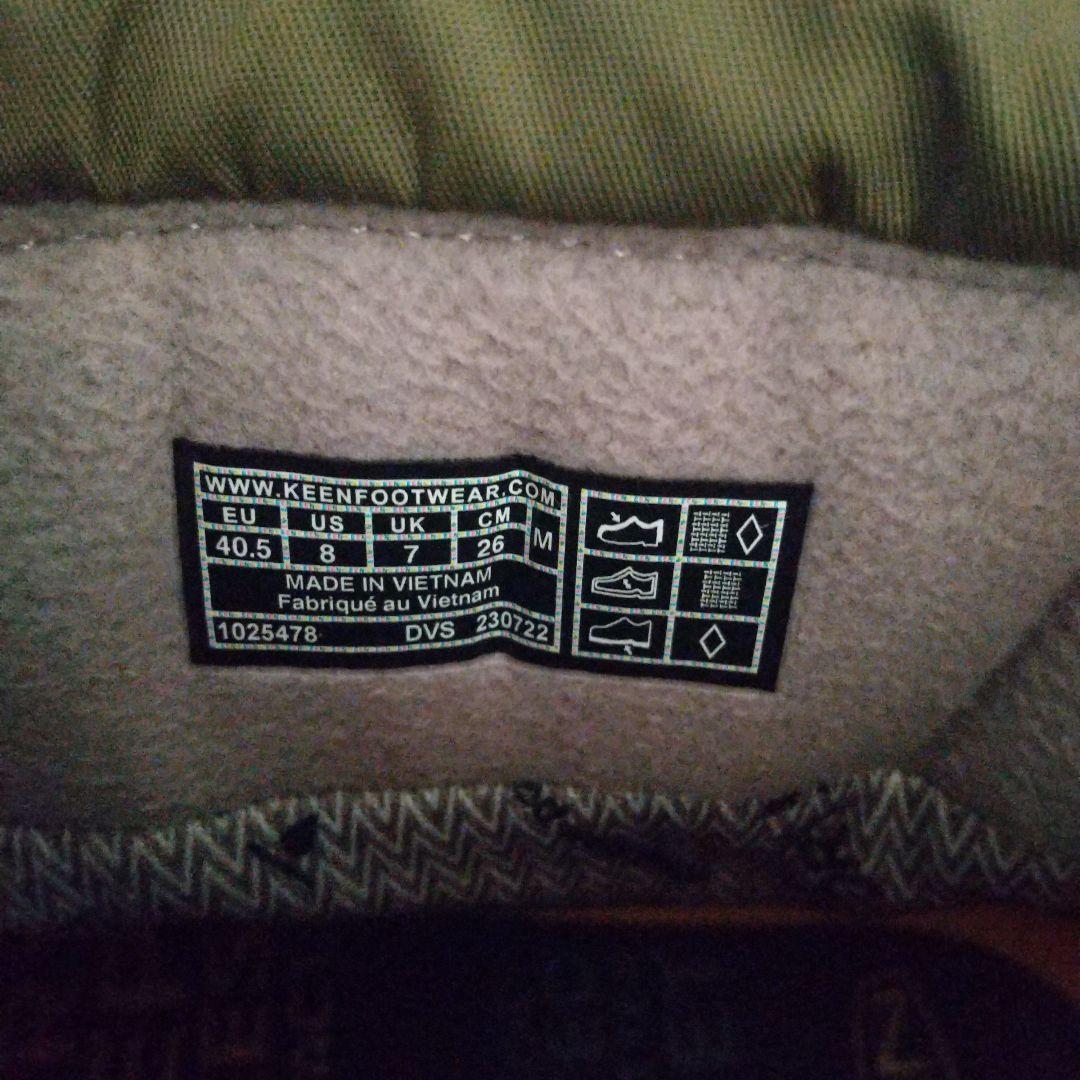 WWW.KEENFOOTWEAR.COM
EU US UK CM M
40.5 8 7 26
MADE IN VIETNAM
Fabriqué au Vietnam
1025478 DVS 230722